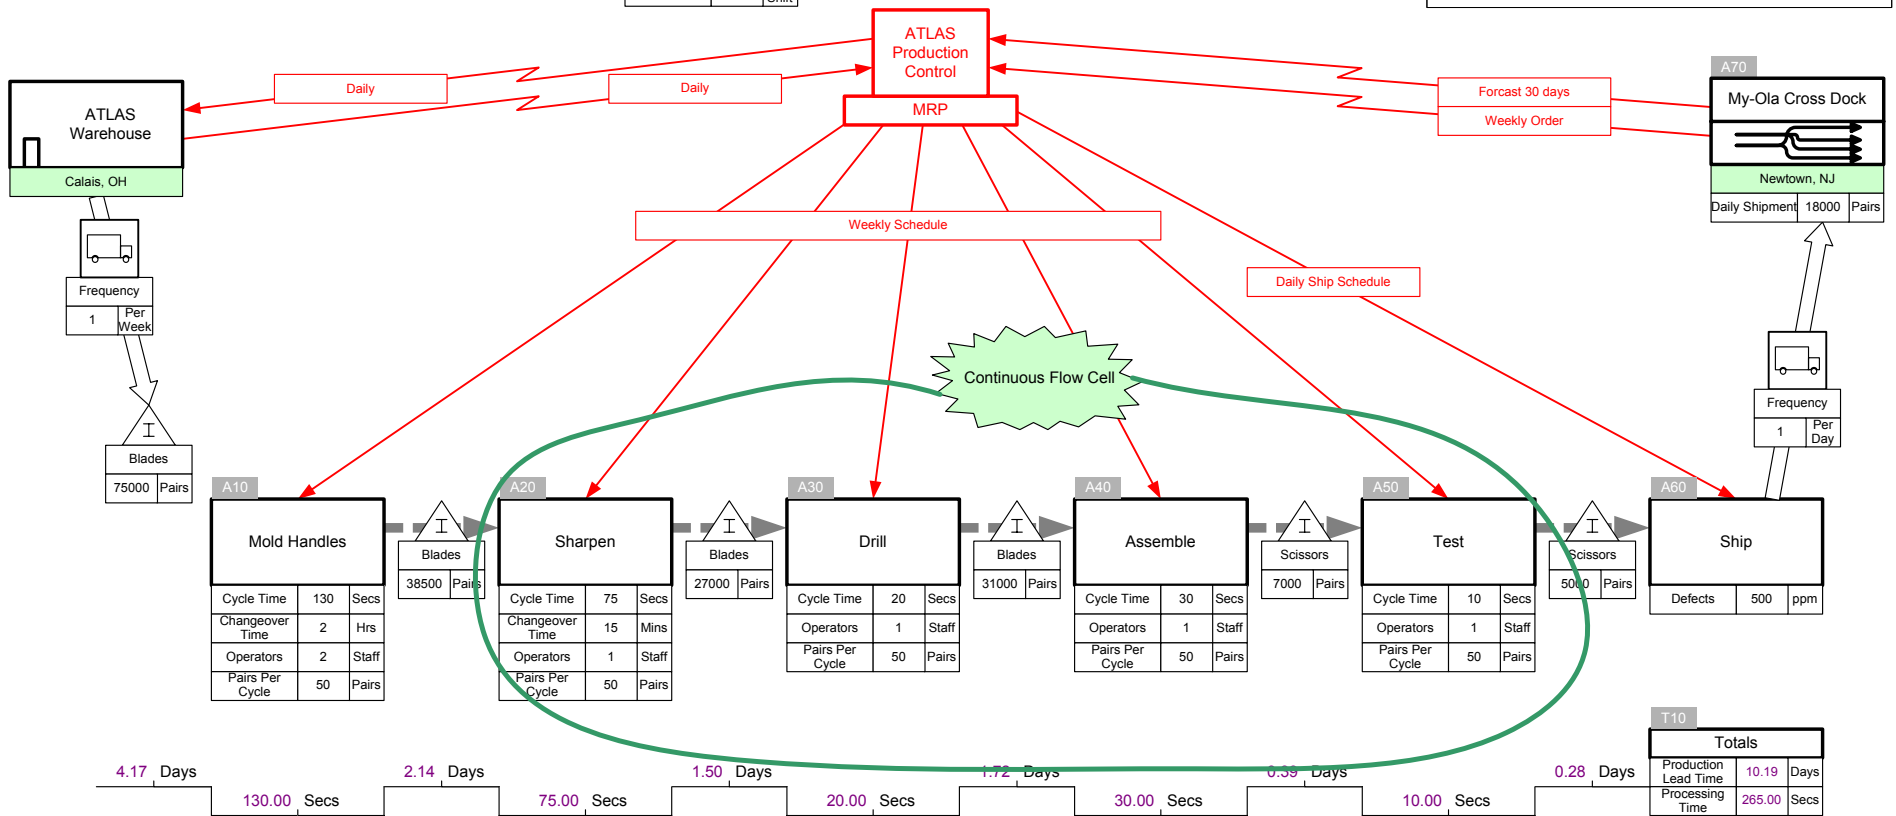 Shift
ATLAS
Production
Control
MRP
Daily
Daily
Forcast 30 days
Weekly Order
A70
My-Ola Cross Dock
Newtown, NJ
Daily Shipment 18000 Pairs
ATLAS
Warehouse
Calais, OH
Frequency
1 Per
Week
Blades
75000 Pairs
Weekly Schedule
Daily Ship Schedule
Continuous Flow Cell
Frequency
1 Per
Day
A10
Mold Handles
Cycle Time 130 Secs
Changeover
Time 2 Hrs
Operators 2 Staff
Pairs Per
Cycle 50 Pairs
I
Blades
38500 Pairs
A20
Sharpen
Cycle Time 75 Secs
Changeover
Time 15 Mins
Operators 1 Staff
Pairs Per
Cycle 50 Pairs
I
Blades
27000 Pairs
A30
Drill
Cycle Time 20 Secs
Operators 1 Staff
Pairs Per
Cycle 50 Pairs
I
Blades
31000 Pairs
A40
Assemble
Cycle Time 30 Secs
Operators 1 Staff
Pairs Per
Cycle 50 Pairs
I
Scissors
7000 Pairs
A50
Test
Cycle Time 10 Secs
Operators 1 Staff
Pairs Per
Cycle 50 Pairs
I
Scissors
5000 Pairs
A60
Ship
Defects 500 ppm
T10
Totals
Production
Lead Time 10.19 Days
Processing
Time 265.00 Secs
4.17 Days
130.00 Secs
2.14 Days
75.00 Secs
1.50 Days
20.00 Secs
1.72 Days
30.00 Secs
0.39 Days
10.00 Secs
0.28 Days
I